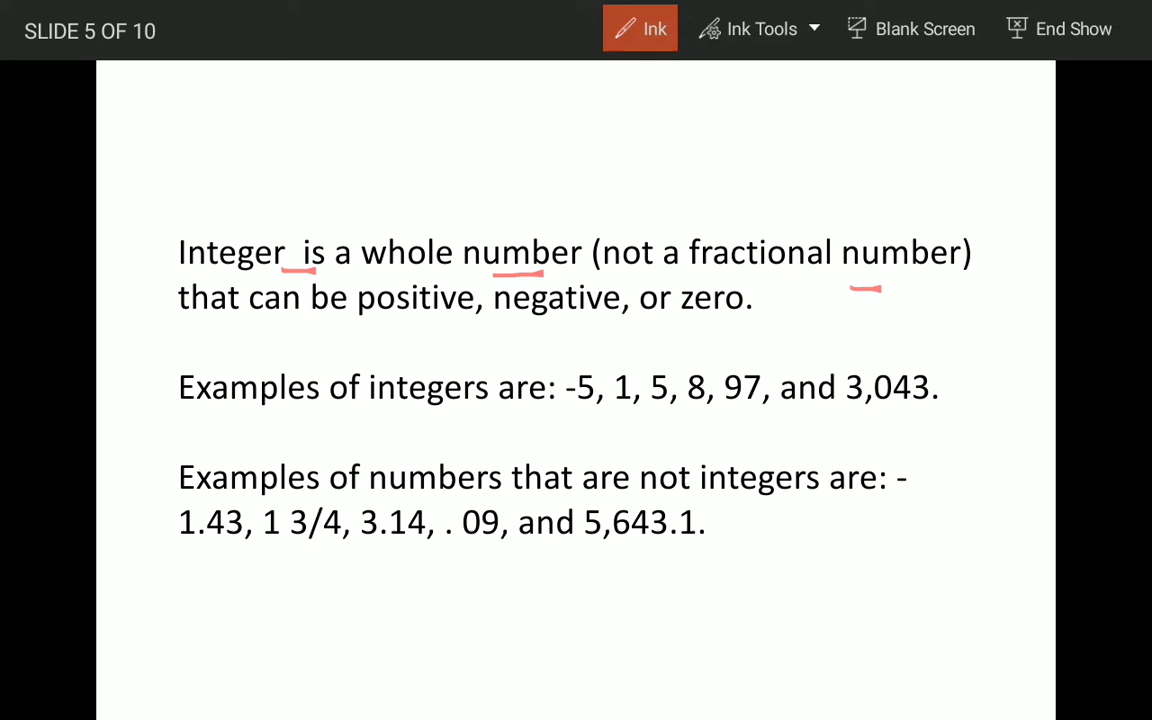 SLIDE 5 OF 10
Ink
Ink Tools
Blank Screen
End Show
Integer  is a whole number (not a fractional number)
that can be positive, negative, or zero.
Examples of integers are: -5, 1, 5, 8, 97, and 3,043.
Examples of numbers that are not integers are: -
1.43, 1 3/4, 3.14, . 09, and 5,643.1.